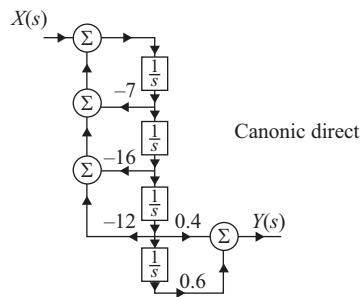 X(s)
Σ
1/s
–7
Σ
1/s
Canonic direct
–16
Σ
1/s
–12 0.4 Y(s)
Σ
1/s
0.6